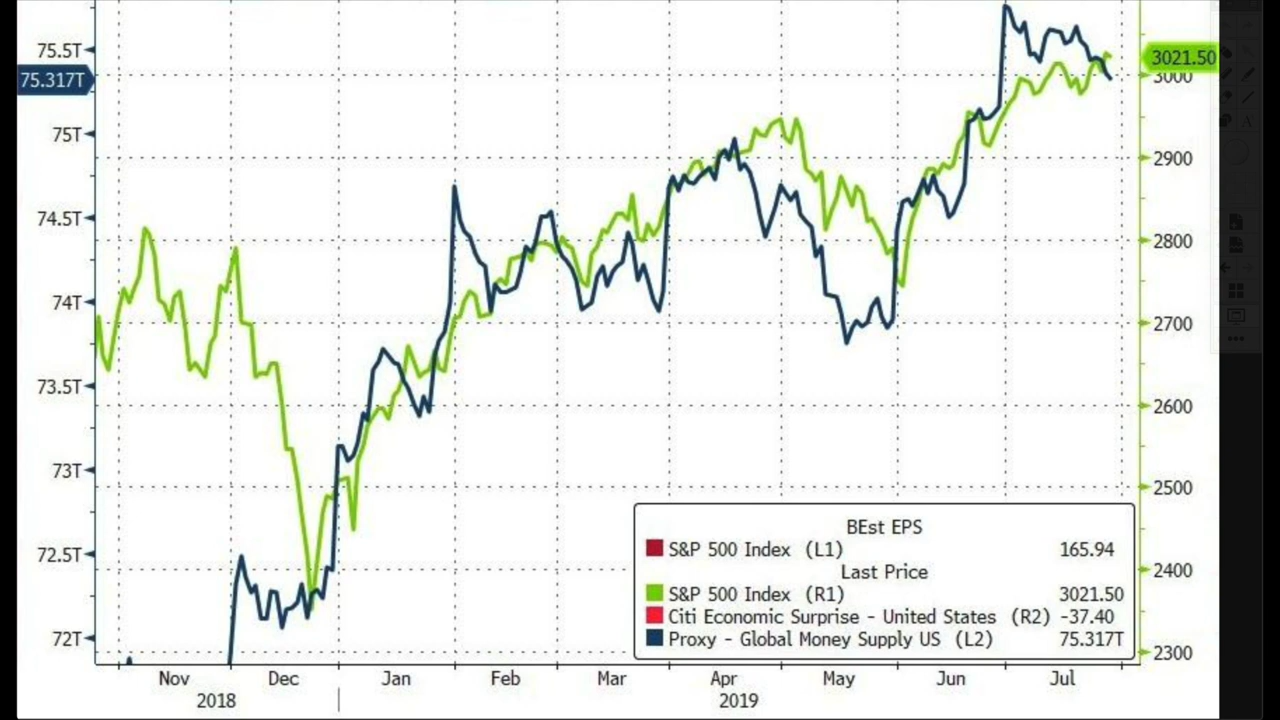 75.5T
75.317T
75T
74.5T
74T
73.5T
73T
72.5T
72T
3021.50
3000
2900
2800
2700
2600
2500
2400
2300
BEst EPS
S&P 500 Index (L1) 165.94
Last Price
S&P 500 Index (R1) 3021.50
Citi Economic Surprise - United States (R2) -37.40
Proxy - Global Money Supply US (L2) 75.317T
Nov Dec Jan Feb Mar Apr May Jun Jul
2018 2019